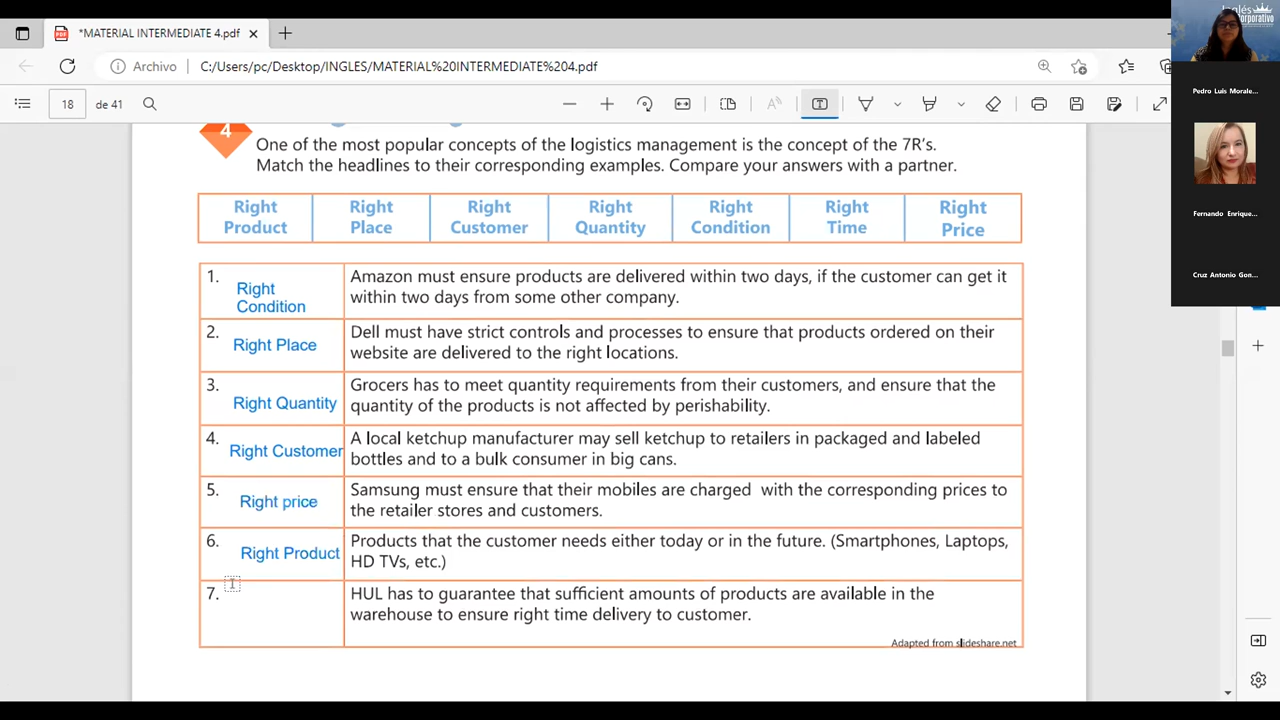 *MATERIAL INTERMEDIATE 4.pdf
Archivo
C:/Users/pc/Desktop/INGLES/MATERIAL%20INTERMEDIATE%204.pdf
18
de 41
4
One of the most popular concepts of the logistics management is the concept of the 7R's.
Match the headlines to their corresponding examples. Compare your answers with a partner.
Right Product
Right Place
Right Customer
Right Quantity
Right Condition
Right Time
Right Price
1.
Right
Condition
Amazon must ensure products are delivered within two days, if the customer can get it
within two days from some other company.
2.
Right Place
Dell must have strict controls and processes to ensure that products ordered on their
website are delivered to the right locations.
3.
Right Quantity
Grocers has to meet quantity requirements from their customers, and ensure that the
quantity of the products is not affected by perishability.
4.
Right Customer
A local ketchup manufacturer may sell ketchup to retailers in packaged and labeled
bottles and to a bulk consumer in big cans.
5.
Right price
Samsung must ensure that their mobiles are charged with the corresponding prices to
the retailer stores and customers.
6.
Right Product
Products that the customer needs either today or in the future. (Smartphones, Laptops,
HD TVs, etc.)
7.
HUL has to guarantee that sufficient amounts of products are available in the
warehouse to ensure right time delivery to customer.
Adapted from slideshare.net
Inglés
Corporativo
Pedro Luis Morale...
Fernando Enrique...
Cruz Antonio Gon...